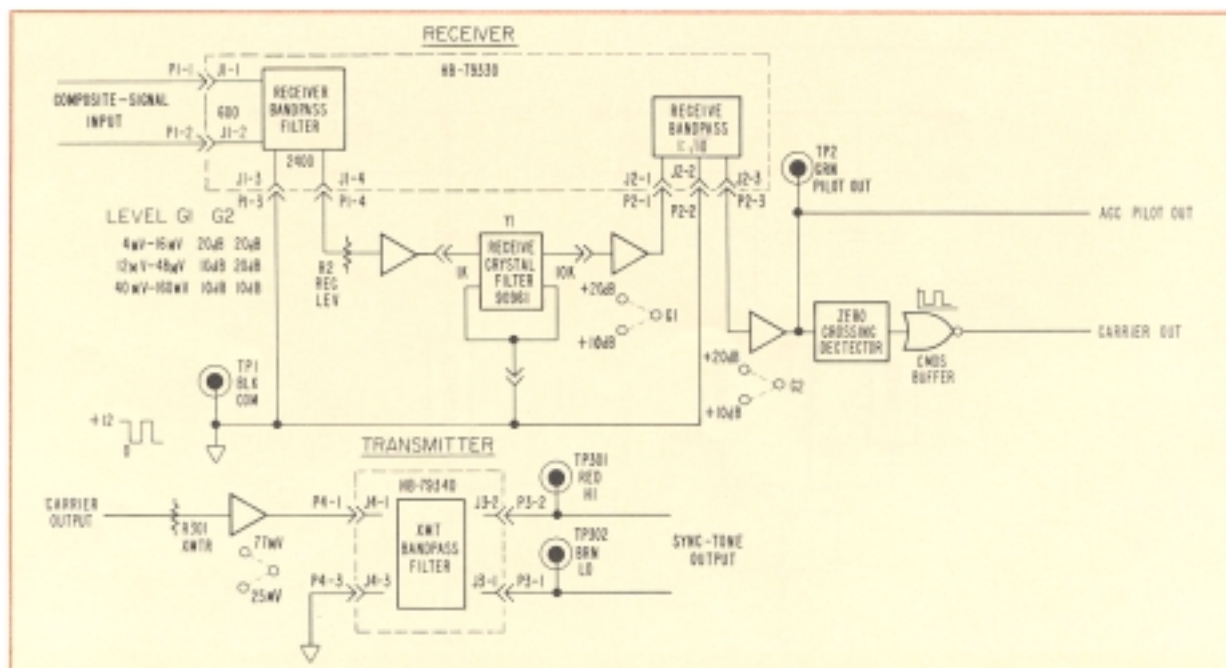 RECEIVER
HB-79330
P1-1
J1-1
COMPOSITE-SIGNAL
INPUT
600
P1-2
J1-2
RECEIVER
BANDPASS
FILTER
2400
J1-3
P1-3
J1-4
P1-4
RECEIVE
BANDPASS
J2-1
J2-2
J2-3
P2-1
P2-2
P2-3
TP2
GRN
PILOT OUT
AGC PILOT OUT
LEVEL G1 G2
4mV-16mV 20dB 20dB
12mV-48mV 10dB 20dB
40mV-160mV 10dB 10dB
R2
REC
LEV
Y1
1K
RECEIVE
CRYSTAL
FILTER
90961
10K
+20dB
G1
+10dB
ZERO
CROSSING
DECTECTOR
CMOS
BUFFER
CARRIER OUT
+20dB
G2
+10dB
TP1
BLK
COM
+12
0
TRANSMITTER
HB-79340
CARRIER
OUTPUT
R301
XMTR
77mV
25mV
P4-1
J4-1
P4-3
J4-3
XMT
BANDPASS
FILTER
J3-2
P3-2
J3-1
P3-1
TP301
RED
HI
TP302
BRN
LO
SYNC-TONE
OUTPUT